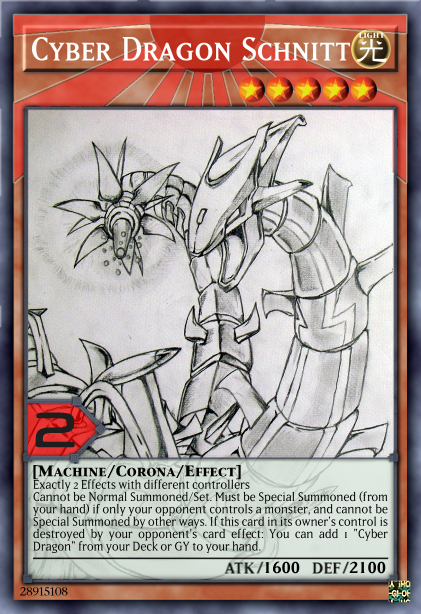 CYBER DRAGON SCHNITT
LIGHT
光
2
[MACHINE/CORONA/EFFECT]
Exactly 2 Effects with different controllers
Cannot be Normal Summoned/Set. Must be Special Summoned (from
your hand) if only your opponent controls a monster, and cannot be
Special Summoned by other ways. If this card in its owner's control is
destroyed by your opponent's card effect: You can add 1 "Cyber
Dragon" from your Deck or GY to your hand.
ATK/1600 DEF/2100
28915108